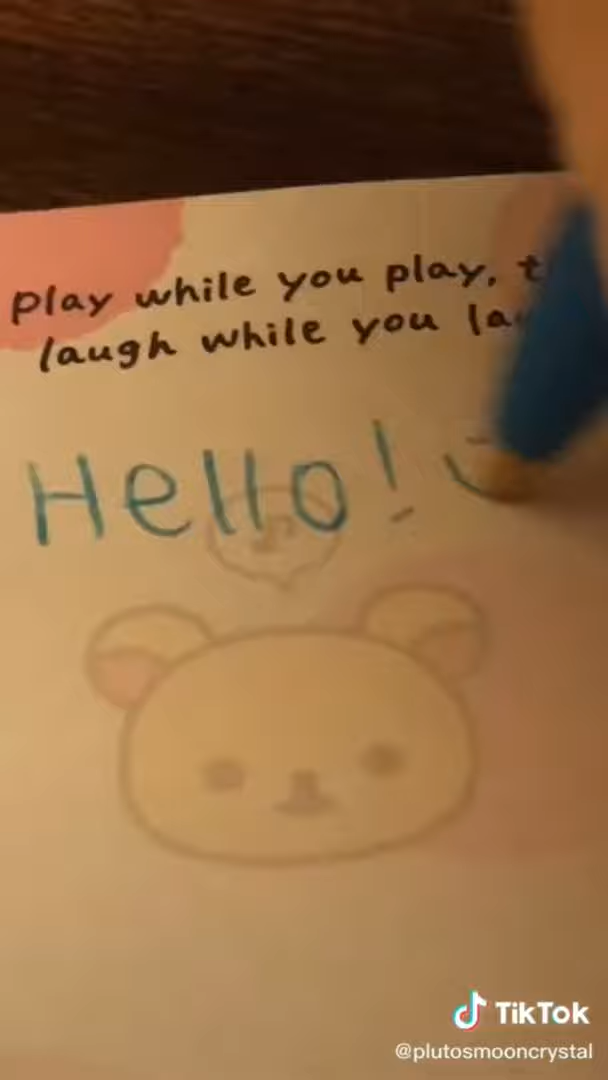 play while you play,
laugh while you
Hello!
TikTok
@plutosmooncrystal